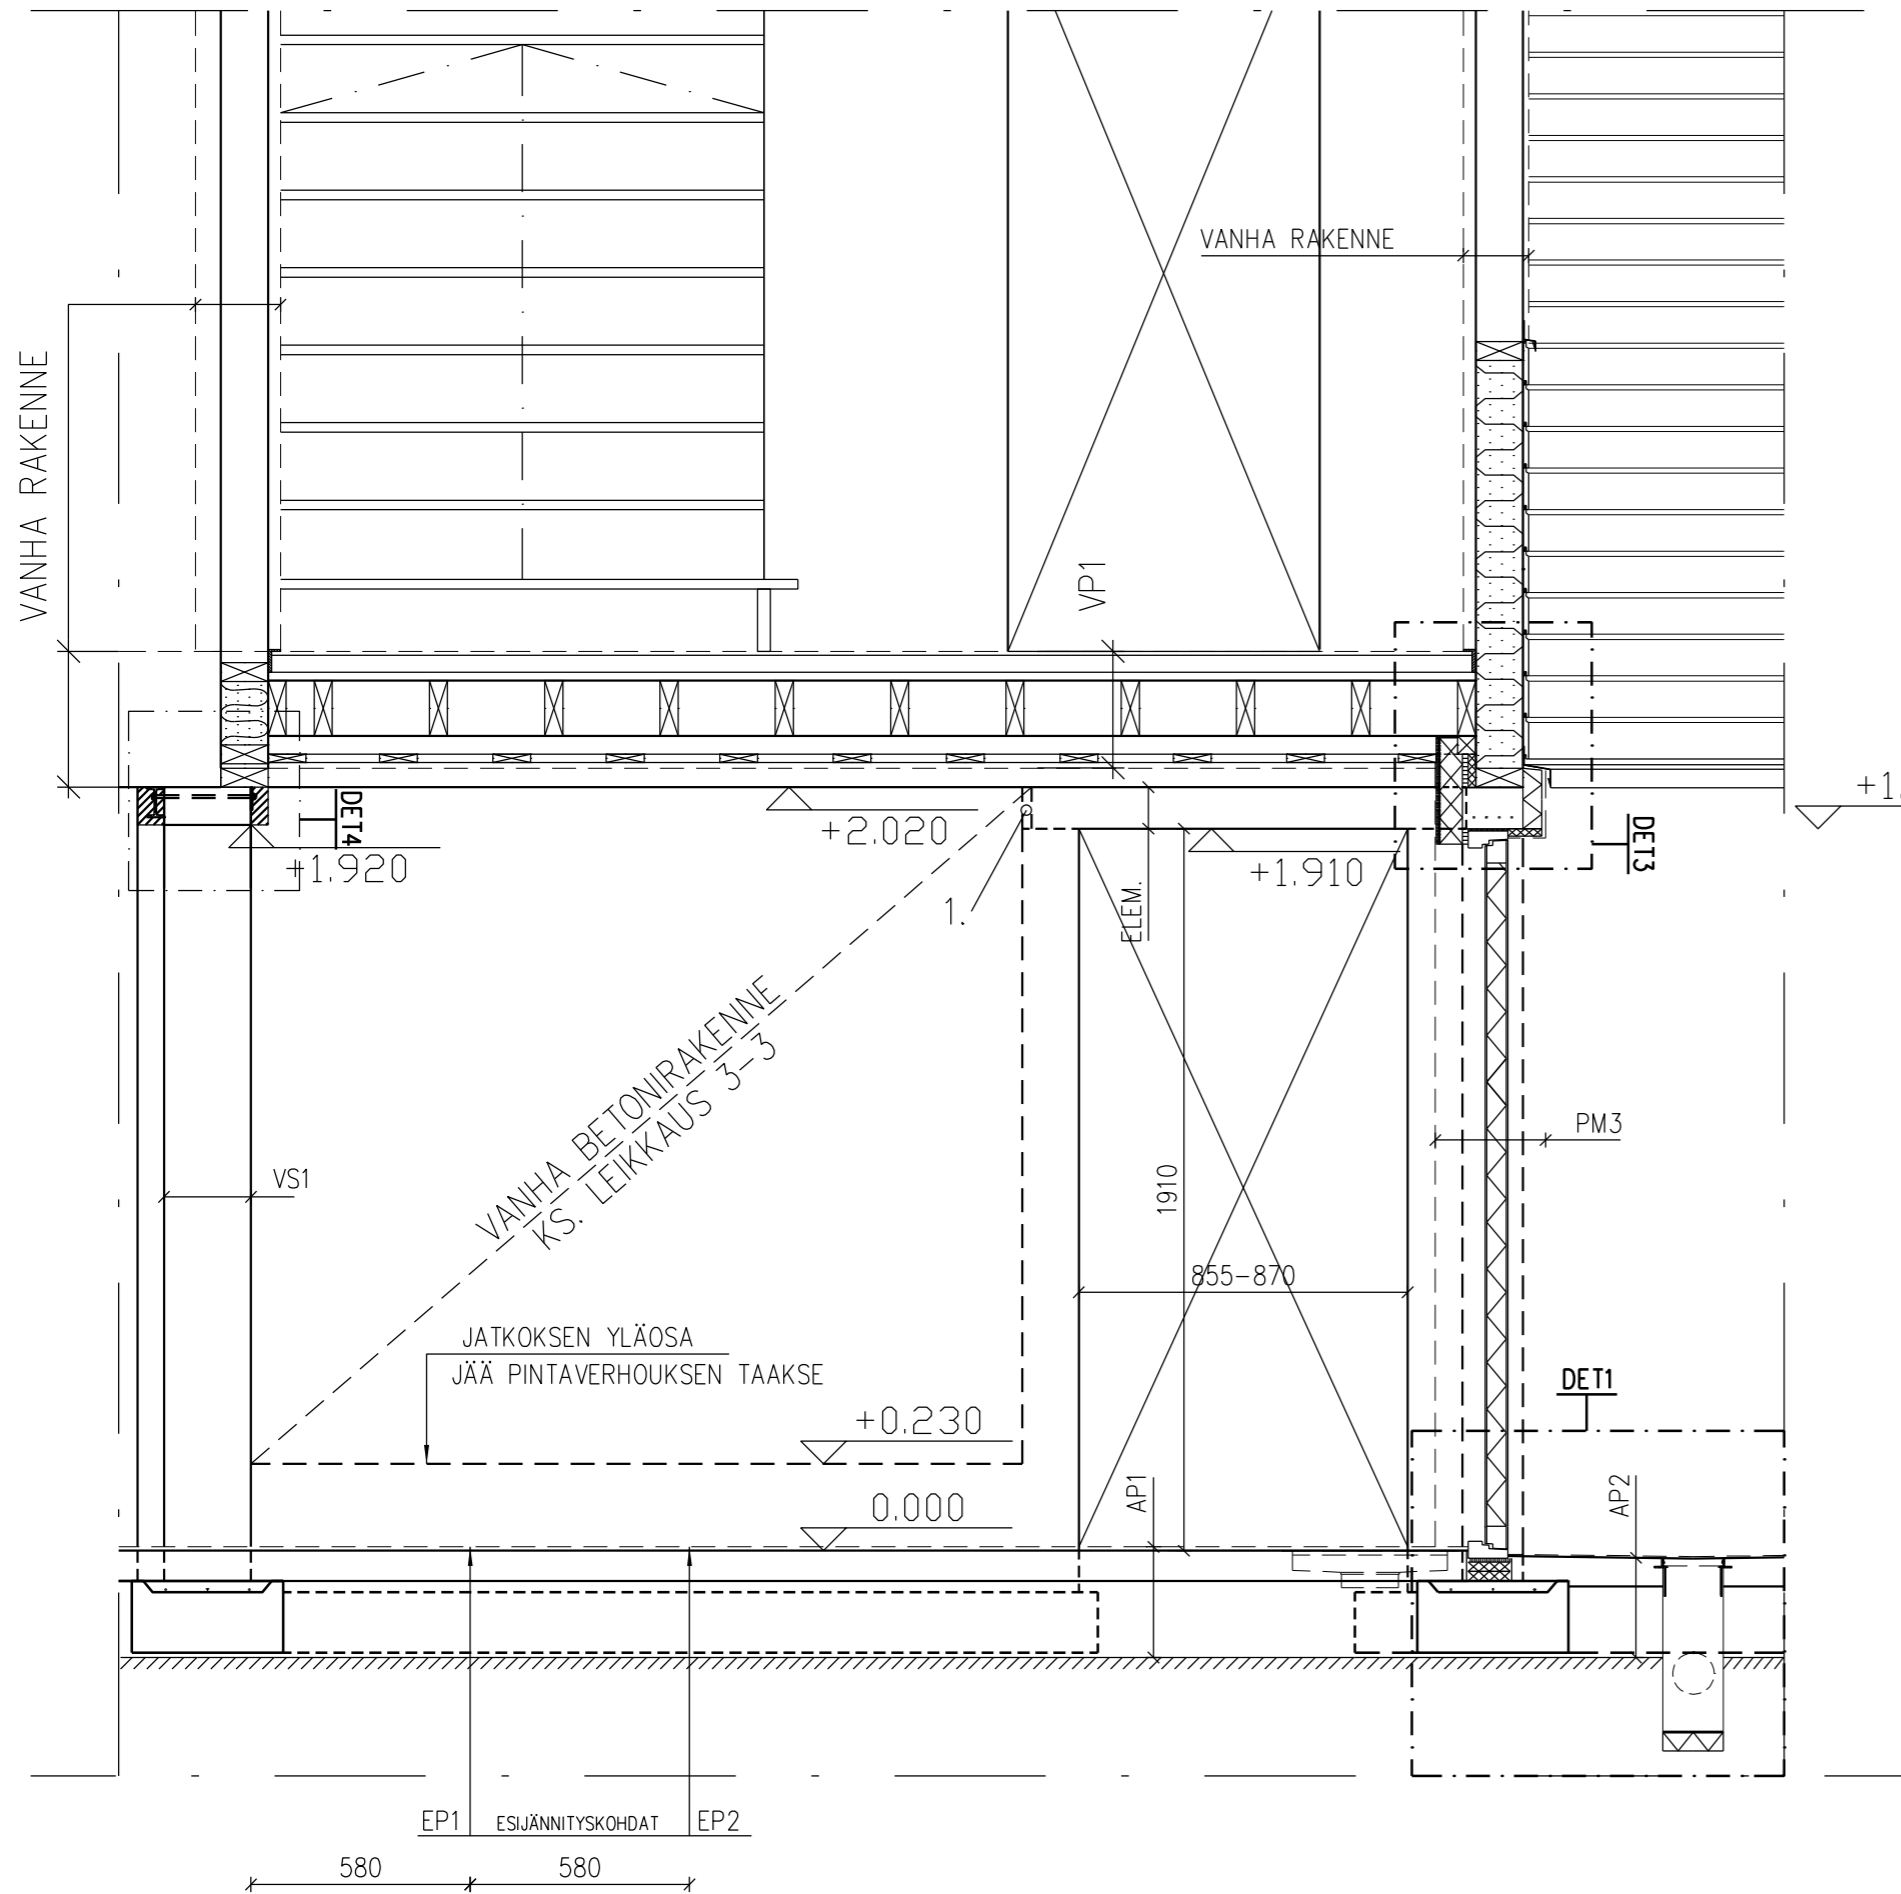 VANHA RAKENNE
VANHA RAKENNE
VP1
DET4
+2.020
+1.920
1.
ELEM.
+1.910
DET3
VANHA BETONIRAKENNE
KS. LEIKKAUS 3-3
PM3
VS1
1910
855-870
JATKOKSEN YLÄOSA
JÄÄ PINTAVERHOUKSEN TAAKSE
DET1
+0.230
0.000
AP1
AP2
EP1 ESIJÄNNITYSKOHDAT EP2
580 580